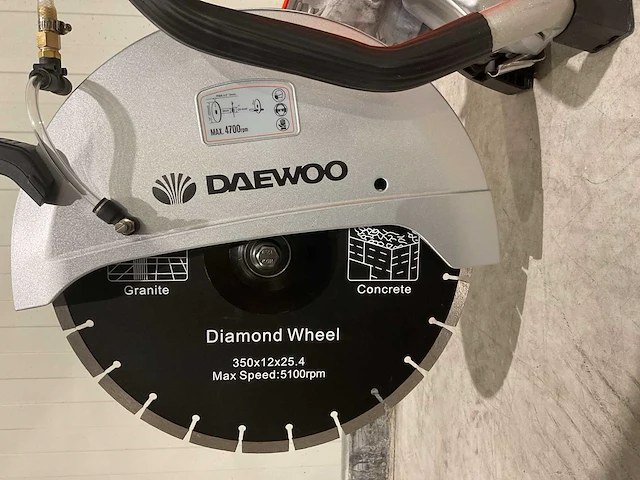 MAX. 4700rpm
DAEWOO
Granite
Concrete
Diamond Wheel
350x12x25.4
Max Speed:5100rpm